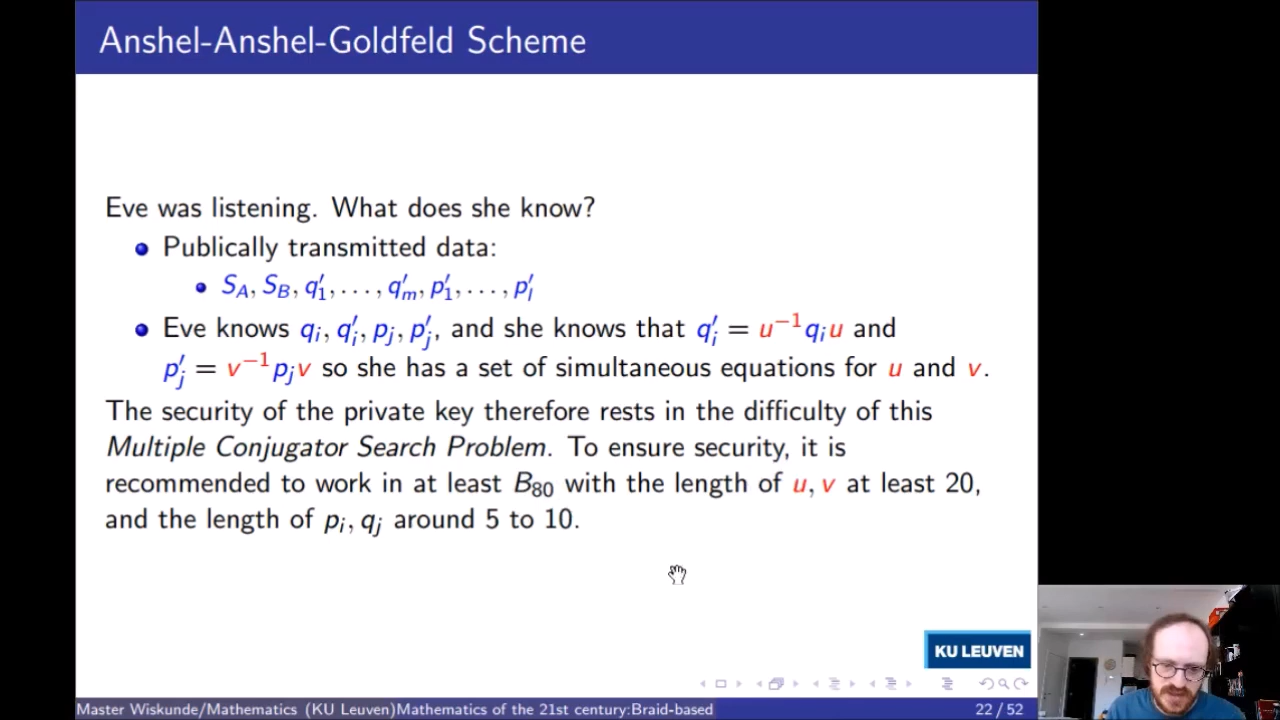 Anshel-Anshel-Goldfeld Scheme
Eve was listening. What does she know?
Publically transmitted data:
S_A, S_B, q′_1, . . . , q′_m, p′_1, . . . , p′_l
Eve knows q_i, q′_i, p_j, p′_j, and she knows that q′_i = u⁻¹q_iu and
p′_j = v⁻¹p_jv so she has a set of simultaneous equations for u and v.
The security of the private key therefore rests in the difficulty of this
Multiple Conjugator Search Problem. To ensure security, it is
recommended to work in at least B₈₀ with the length of u, v at least 20,
and the length of p_i, q_j around 5 to 10.
KU LEUVEN
Master Wiskunde/Mathematics (KU Leuven)Mathematics of the 21st century:Braid-based
22 / 52